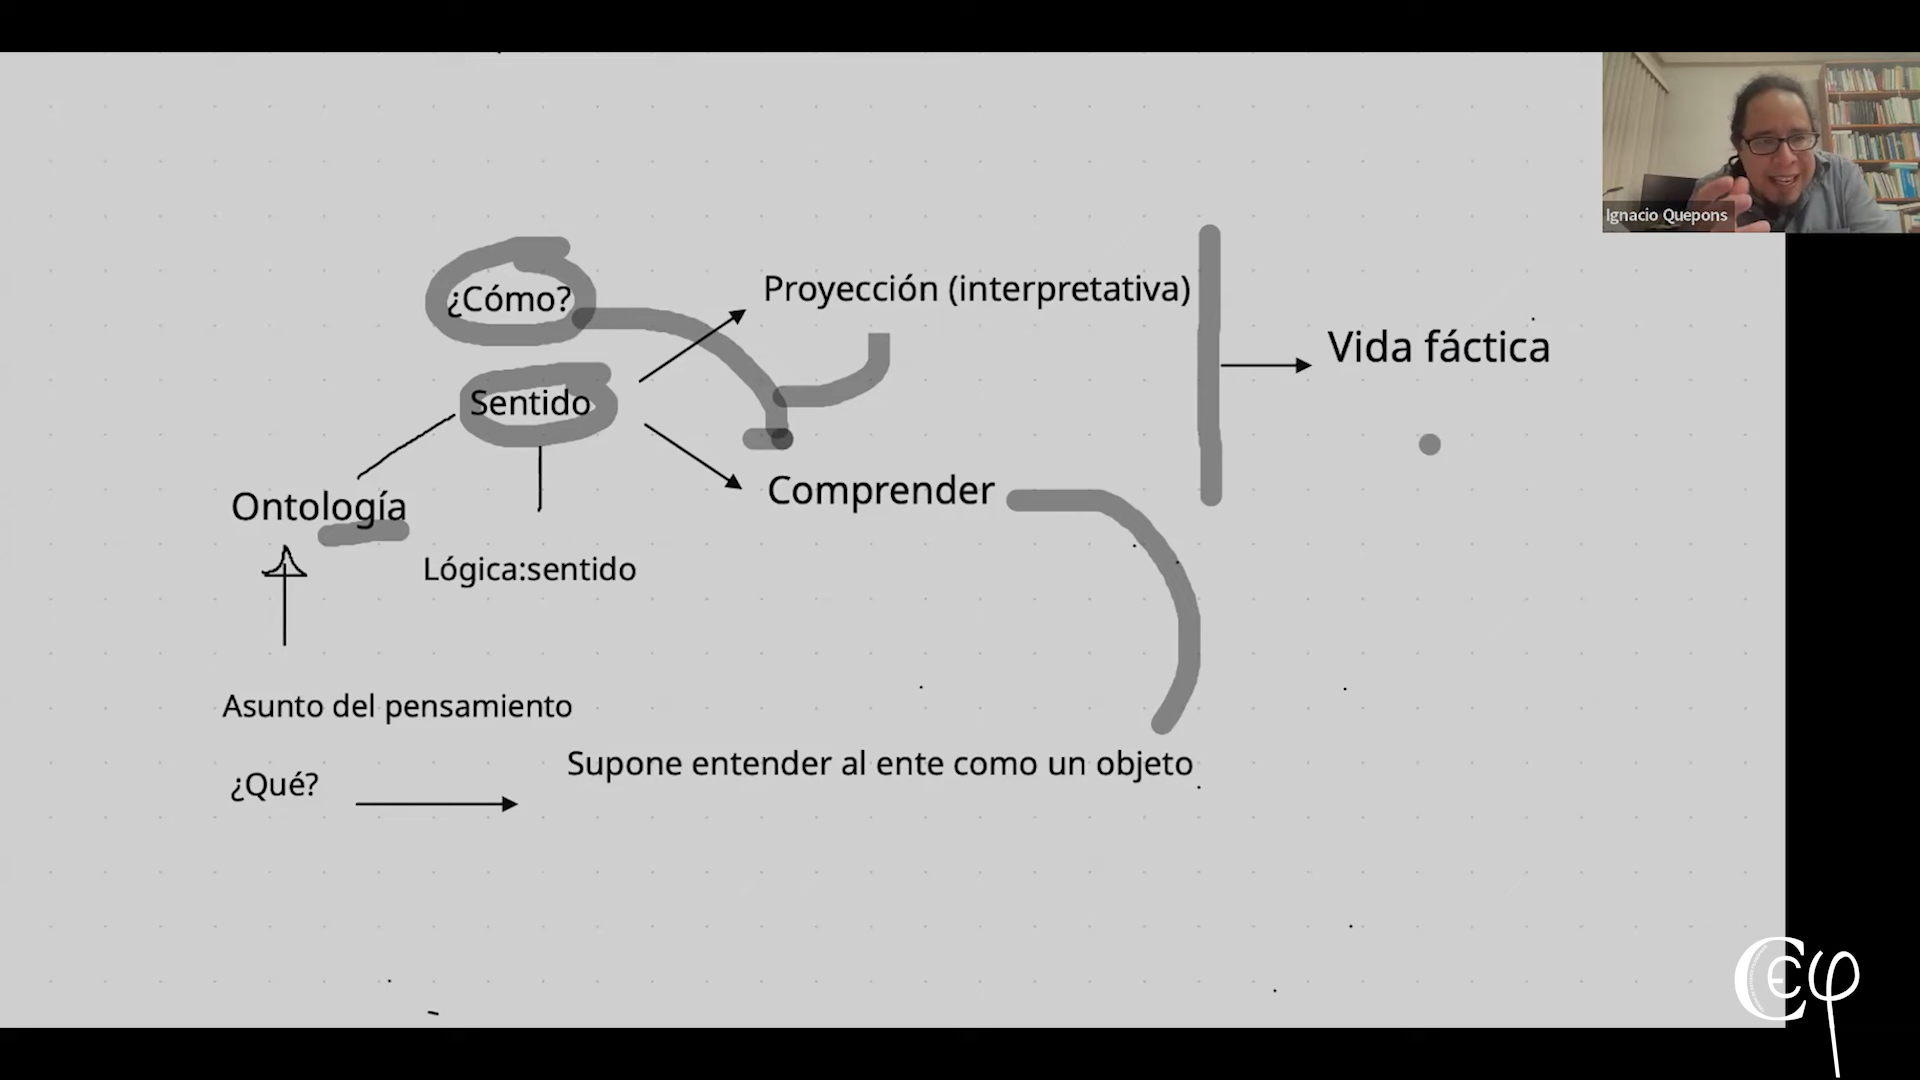 Ignacio Quepons
¿Cómo?
Proyección (interpretativa)
Vida fáctica
Sentido
Comprender
Ontología
Lógica:sentido
Asunto del pensamiento
Supone entender al ente como un objeto
¿Qué?